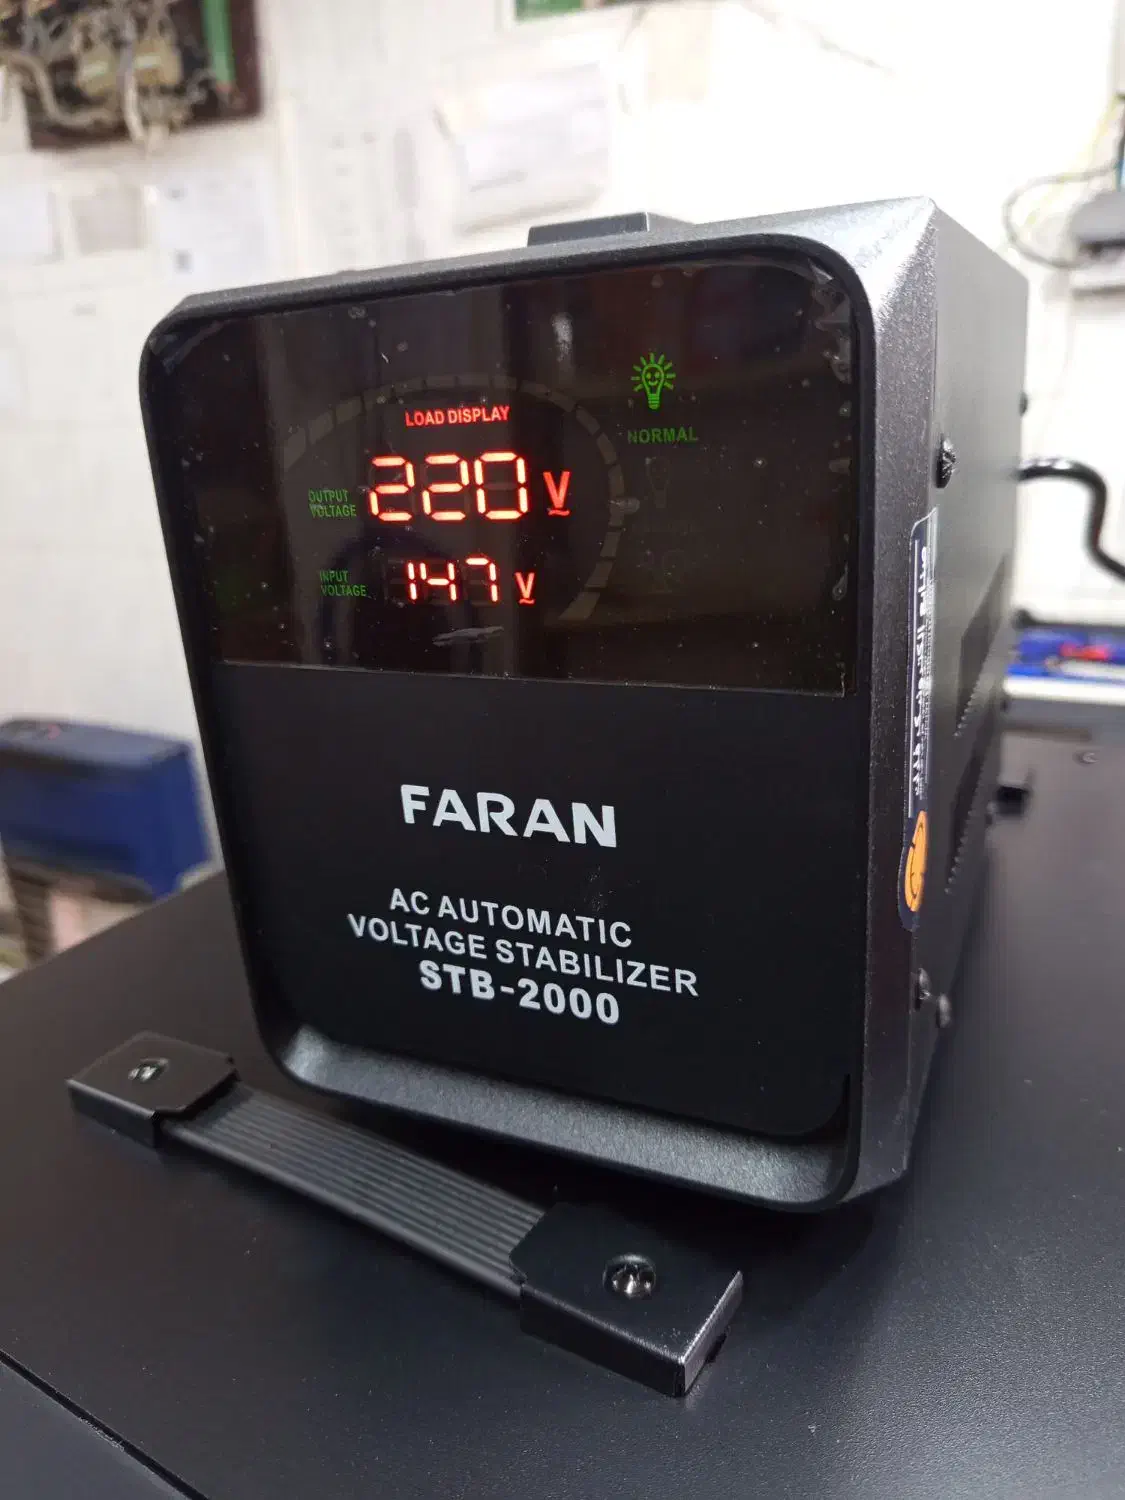 LOAD DISPLAY
NORMAL
OUTPUT VOLTAGE 220 V
INPUT VOLTAGE 147 V
FARAN
AC AUTOMATIC
VOLTAGE STABILIZER
STB-2000